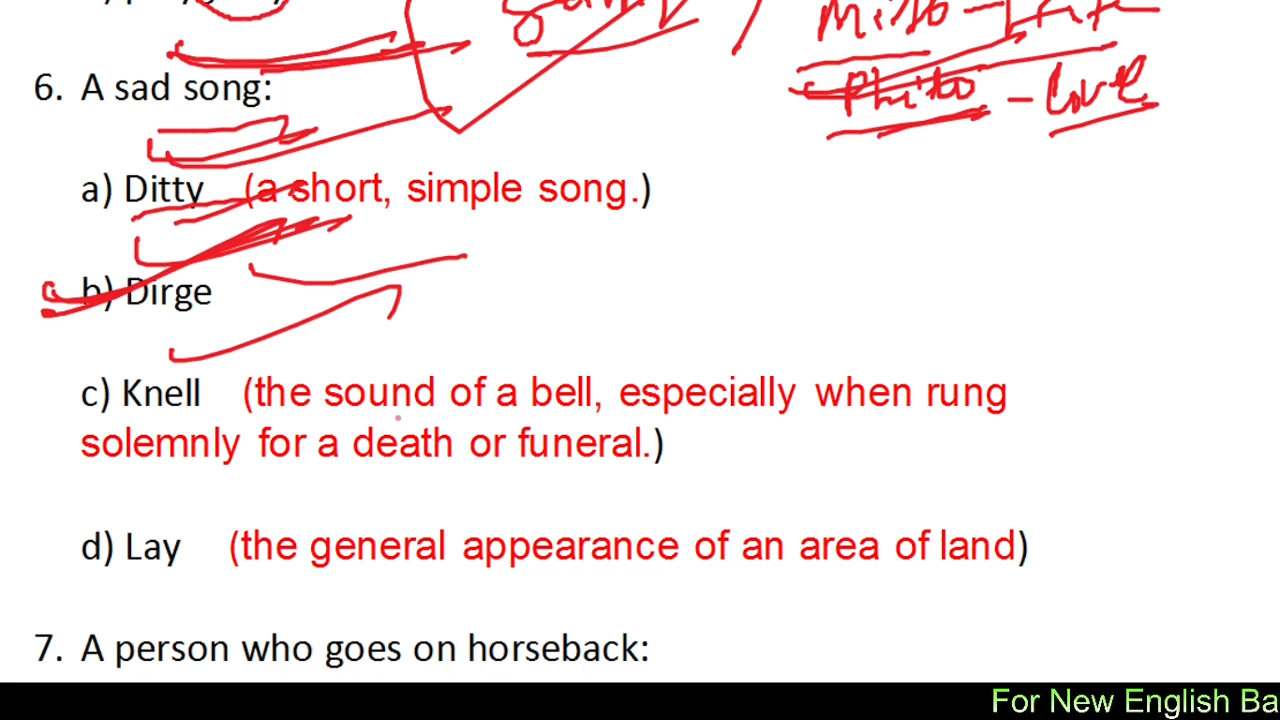 6. A sad song:
a) Ditty (a short, simple song.)
b) Dirge
c) Knell (the sound of a bell, especially when rung
solemnly for a death or funeral.)
d) Lay (the general appearance of an area of land)
7. A person who goes on horseback:
For New English Ba